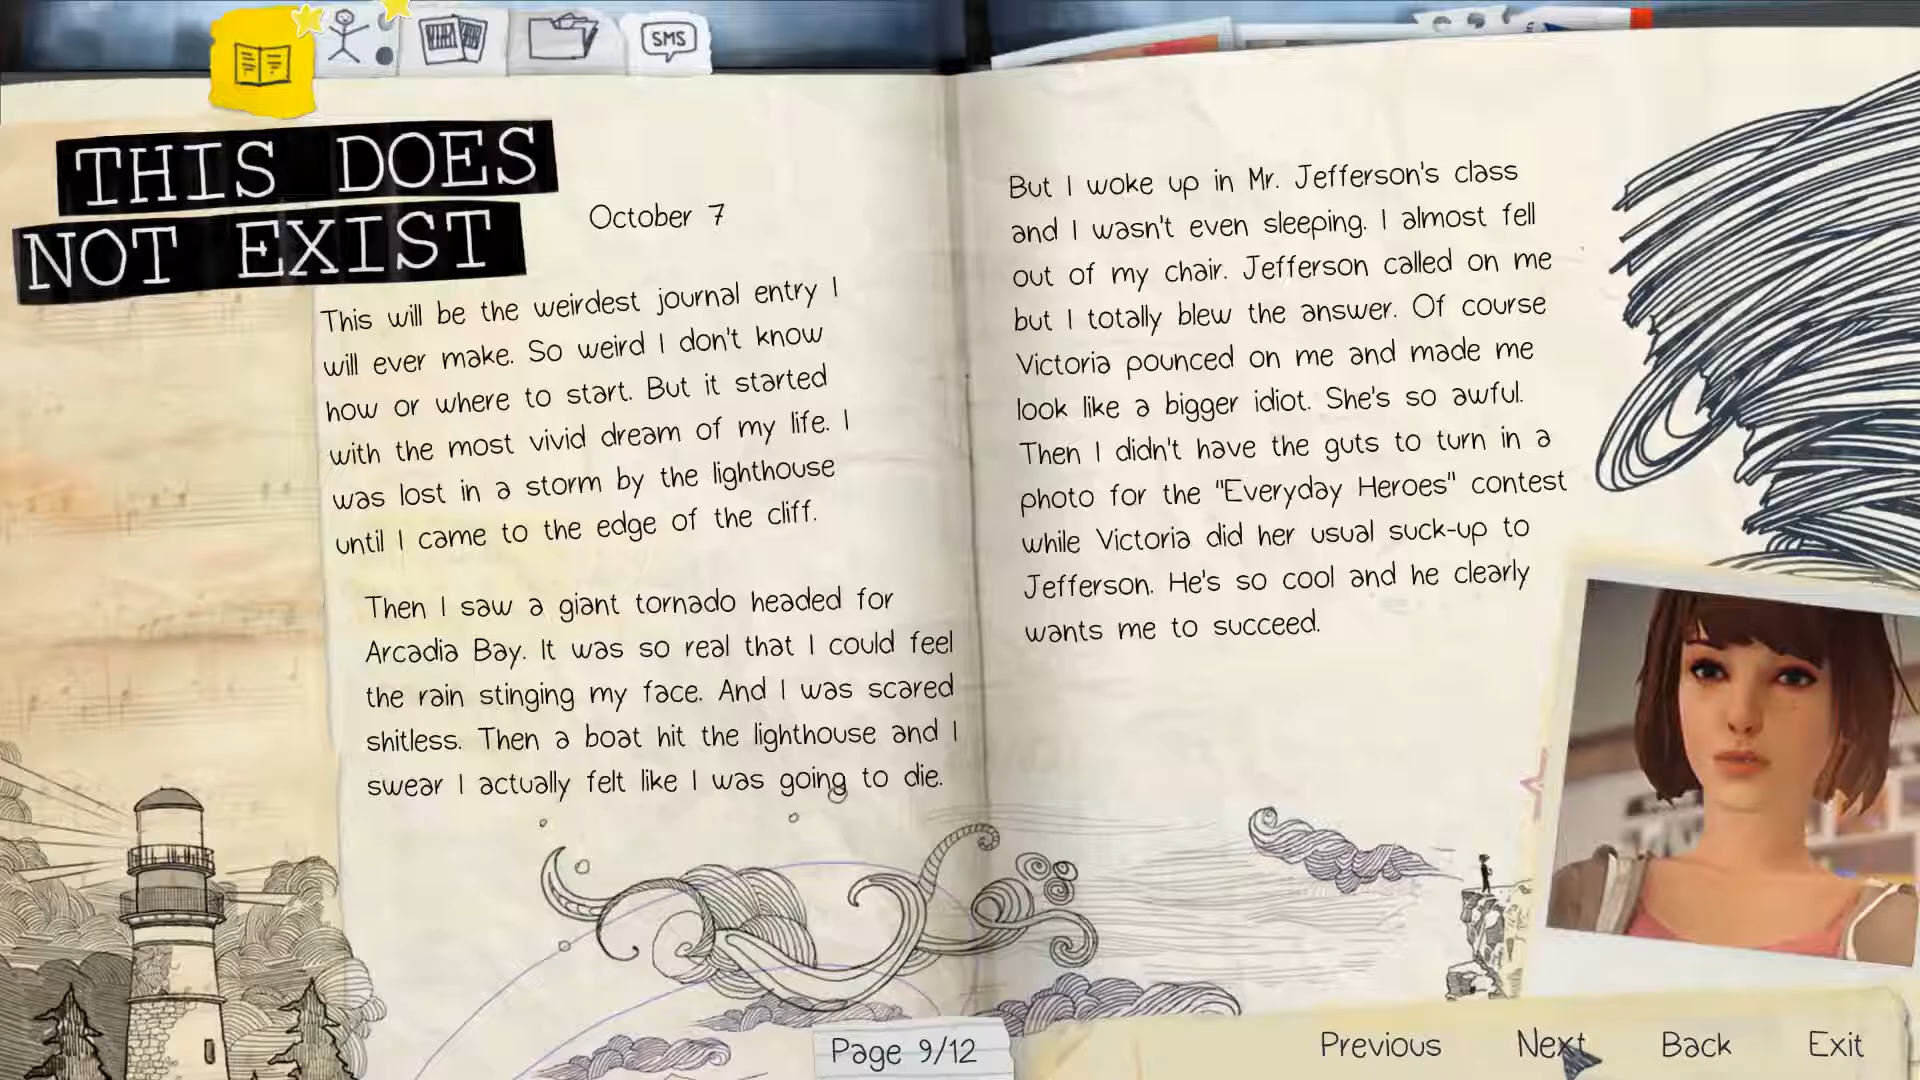 SMS
THIS DOES
NOT EXIST
October 7
This will be the weirdest journal entry I
will ever make. So weird I don't know
how or where to start. But it started
with the most vivid dream of my life. I
was lost in a storm by the lighthouse
until I came to the edge of the cliff.
Then I saw a giant tornado headed for
Arcadia Bay. It was so real that I could feel
the rain stinging my face. And I was scared
shitless. Then a boat hit the lighthouse and I
swear I actually felt like I was going to die.
But I woke up in Mr. Jefferson's class
and I wasn't even sleeping. I almost fell
out of my chair. Jefferson called on me
but I totally blew the answer. Of course
Victoria pounced on me and made me
look like a bigger idiot. She's so awful.
Then I didn't have the guts to turn in a
photo for the "Everyday Heroes" contest
while Victoria did her usual suck-up to
Jefferson. He's so cool and he clearly
wants me to succeed.
Page 9/12
Previous Next Back Exit